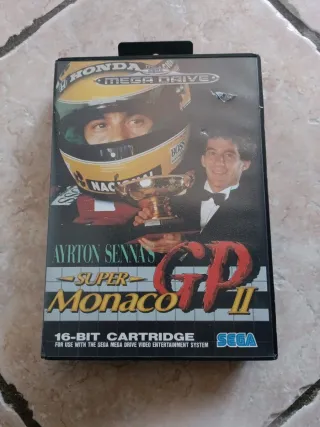 HONDA
MEGA DRIVE
NACIONAL
AYRTON SENNA'S
SUPER
MONACO GP II
16-BIT CARTRIDGE
FOR USE WITH THE SEGA MEGA DRIVE VIDEO ENTERTAINMENT SYSTEM
SEGA